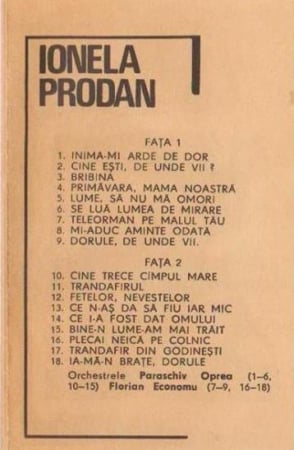 IONELA
PRODAN
FAȚA 1
1. INIMA-MI ARDE DE DOR
2. CINE EȘTI, DE UNDE VII ?
3. BRIBINA
4. PRIMĂVARA, MAMA NOASTRĂ
5. LUME, SĂ NU MĂ OMORI
6. SE LUĂ LUMEA DE MIRARE
7. TELEORMAN PE MALUL TĂU
8. MI-ADUC AMINTE ODATA
9. DORULE, DE UNDE VII.
FAȚA 2
10. CINE TRECE CÎMPUL MARE
11. TRANDAFIRUL
12. FETELOR, NEVESTELOR
13. CE N-AȘ DA SĂ FIU IAR MIC
14. CE I-A FOST DAT OMULUI
15. BINE-N LUME-AM MAI TRĂIT
16. PLECAI NEICĂ PE COLNIC
17. TRANDAFIR DIN GODINEȘTI
18. IA-MĂ-N BRAȚE, DORULE
Orchestrele Paraschiv Oprea (1–6,
10–15) Florian Economu (7–9, 16–18)